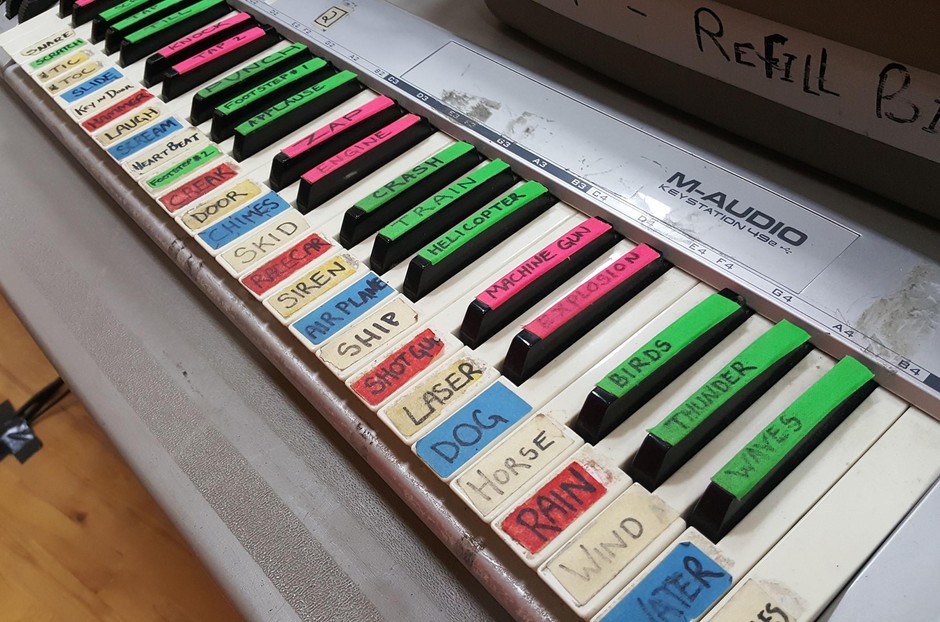 REFILL
M-AUDIO
KEYSTATION 49e
C3
D3
G3
A3
B3
C4
E4
F4
G4
A4
B4
KNOCK
TAP 2
PUNCH
FOOTSTEP #1
APPLAUSE
ZAP
ENGINE
CRASH
TRAIN
HELICOPTER
MACHINE GUN
EXPLOSION
BIRDS
THUNDER
WAVES
SNARE
SCRATCH
TIC
TOC
SLIDE
KEY IN DOOR
HAMMER
LAUGH
SCREAM
HEARTBEAT
FOOTSTEP #2
CREAK
DOOR
CHIMES
SKID
RACECAR
SIREN
AIRPLANE
SHIP
SHOTGUN
LASER
DOG
HORSE
RAIN
WIND
WATER